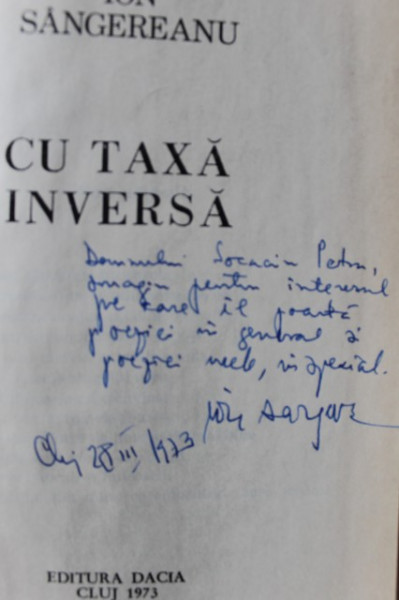 ION
SÂNGEREANU
CU TAXĂ
INVERSĂ
Domnului Socaciu Petru,
omagiu pentru interesul
pe care îl poartă
poeziei în general și
poeziei mele, în special.
Cluj 28 III 1973
EDITURA DACIA
CLUJ 1973